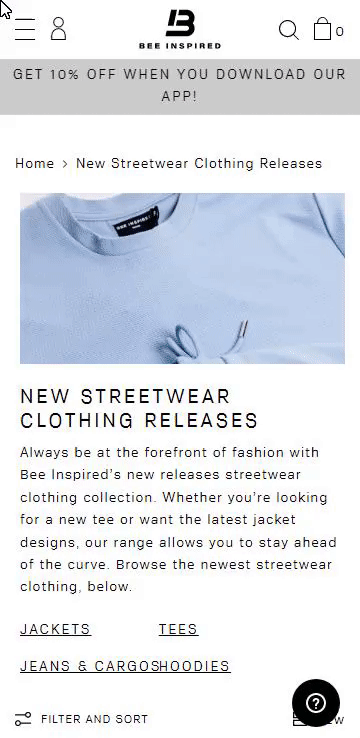 BEE INSPIRED
0
GET 10% OFF WHEN YOU DOWNLOAD OUR
APP!
Home > New Streetwear Clothing Releases
BEE INSPIRED
NEW STREETWEAR
CLOTHING RELEASES
Always be at the forefront of fashion with
Bee Inspired's new releases streetwear
clothing collection. Whether you're looking
for a new tee or want the latest jacket
designs, our range allows you to stay ahead
of the curve. Browse the newest streetwear
clothing, below.
JACKETS TEES
JEANS & CARGOS HOODIES
FILTER AND SORT